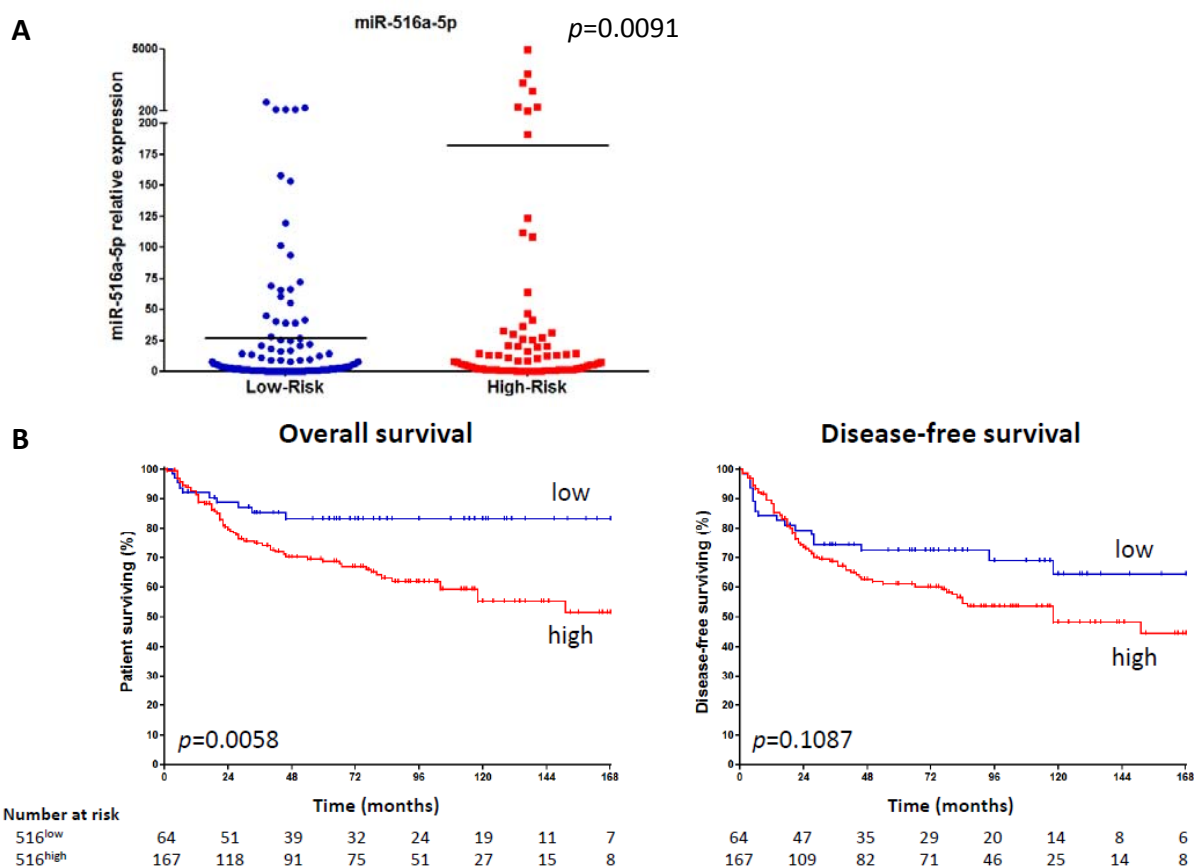 A
miR-516a-5p
p=0.0091
miR-516a-5p relative expression
5000
200
200
175
150
125
100
75
50
25
0
Low-Risk High-Risk
B
Overall survival
Patient surviving (%)
100
90
80
70
60
50
40
30
20
10
0
low
high
p=0.0058
0 24 48 72 96 120 144 168
Time (months)
Disease-free survival
Disease-free surviving (%)
100
90
80
70
60
50
40
30
20
10
0
low
high
p=0.1087
0 24 48 72 96 120 144 168
Time (months)
Number at risk
516low 64 51 39 32 24 19 11 7 64 47 35 29 20 14 8 6
516high 167 118 91 75 51 27 15 8 167 109 82 71 46 25 14 8